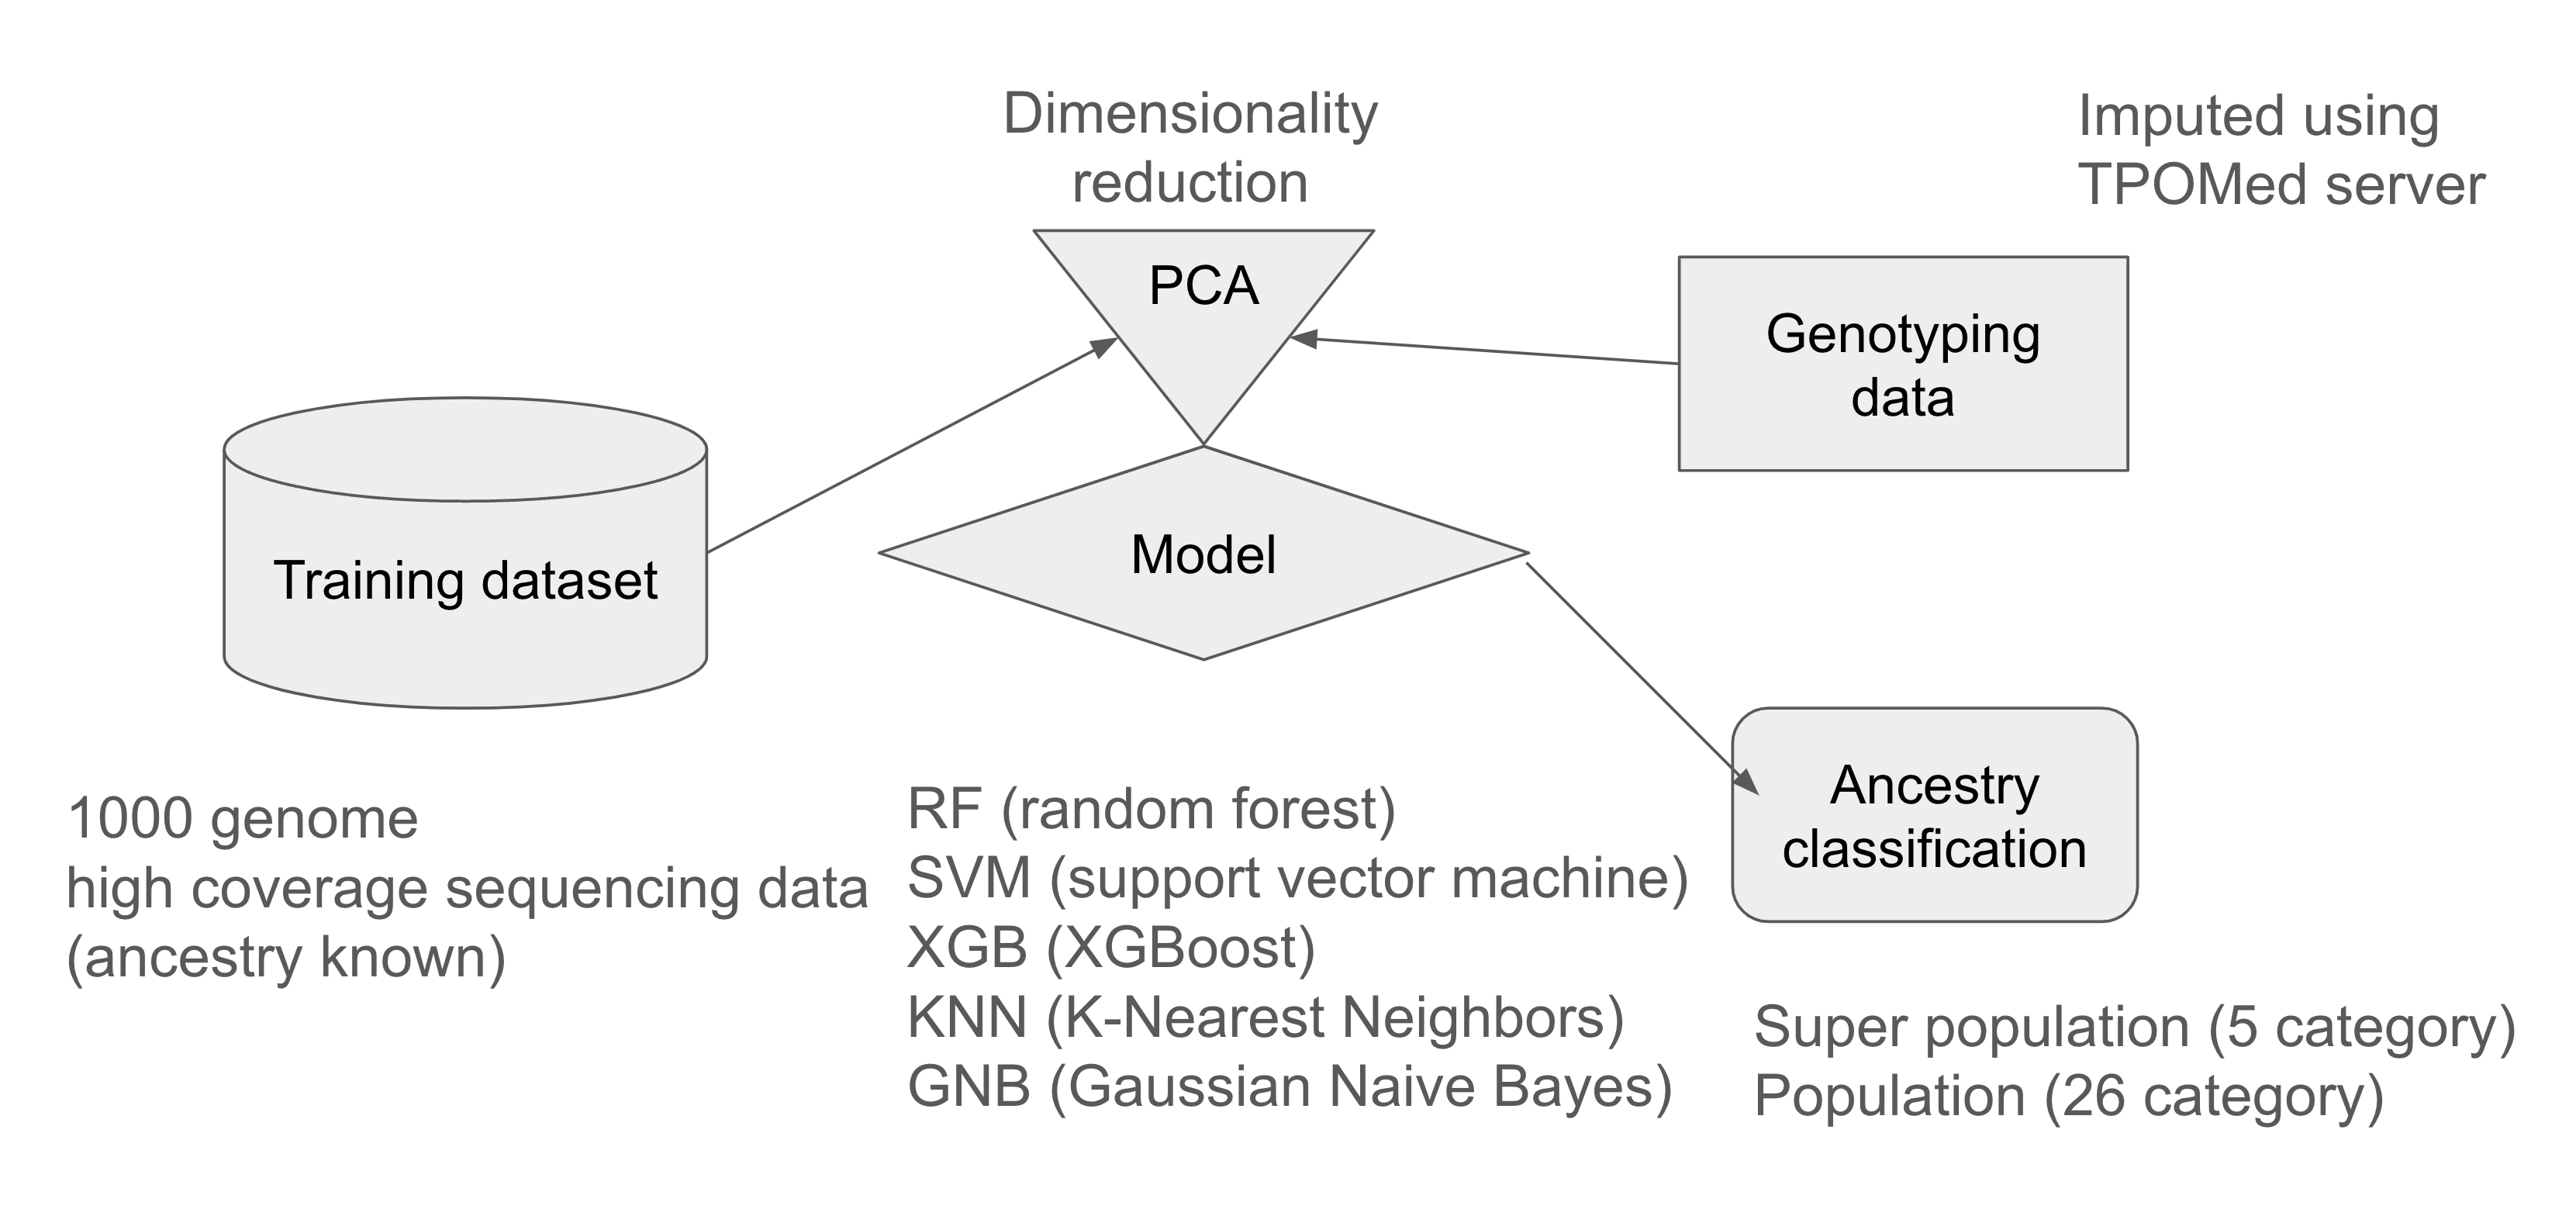 Dimensionality
reduction
Imputed using
TPOMed server
PCA
Genotyping
data
Training dataset
Model
Ancestry
classification
1000 genome
high coverage sequencing data
(ancestry known)
RF (random forest)
SVM (support vector machine)
XGB (XGBoost)
KNN (K-Nearest Neighbors)
GNB (Gaussian Naive Bayes)
Super population (5 category)
Population (26 category)